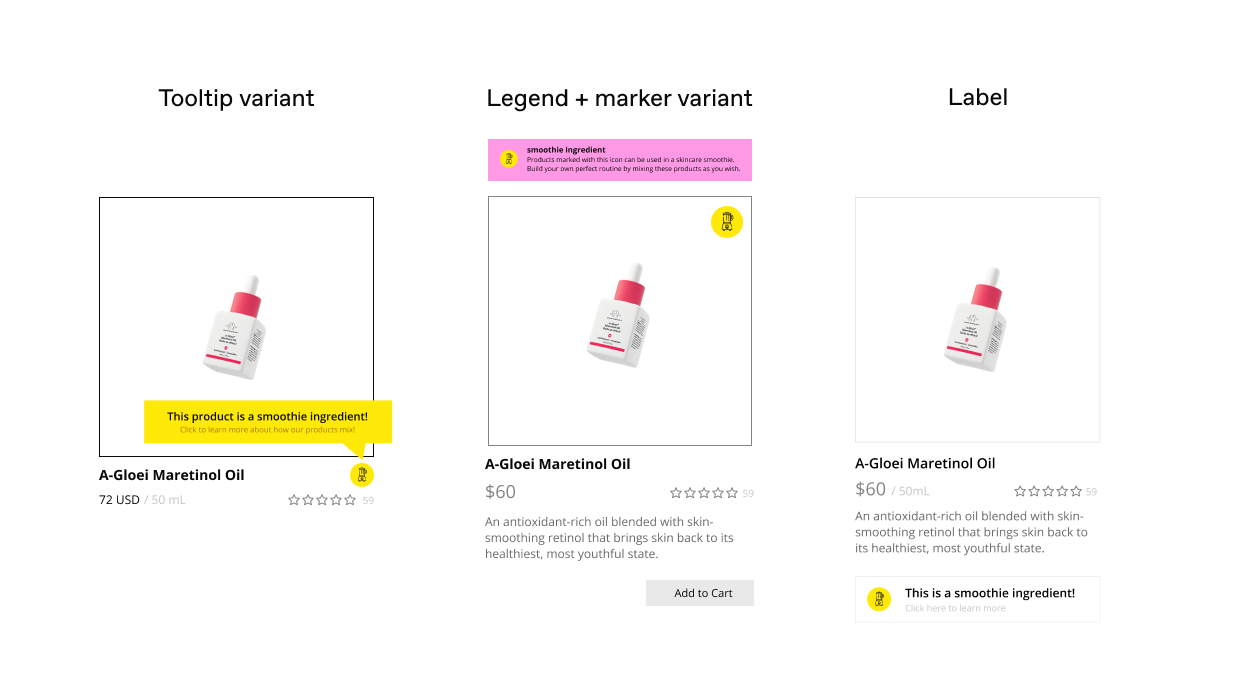 Tooltip variant
This product is a smoothie ingredient!
Click to learn more about how our products mix!
A-Gloei Maretinol Oil
72 USD / 50 mL
59
Legend + marker variant
smoothie ingredient
Products marked with this icon can be used in a skincare smoothie.
Build your own perfect routine by mixing these products as you wish.
A-Gloei Maretinol Oil
$60
59
An antioxidant-rich oil blended with skin-
smoothing retinol that brings skin back to its
healthiest, most youthful state.
Add to Cart
Label
A-Gloei Maretinol Oil
$60 / 50mL
59
An antioxidant-rich oil blended with skin-
smoothing retinol that brings skin back to
its healthiest, most youthful state.
This is a smoothie ingredient!
Click here to learn more